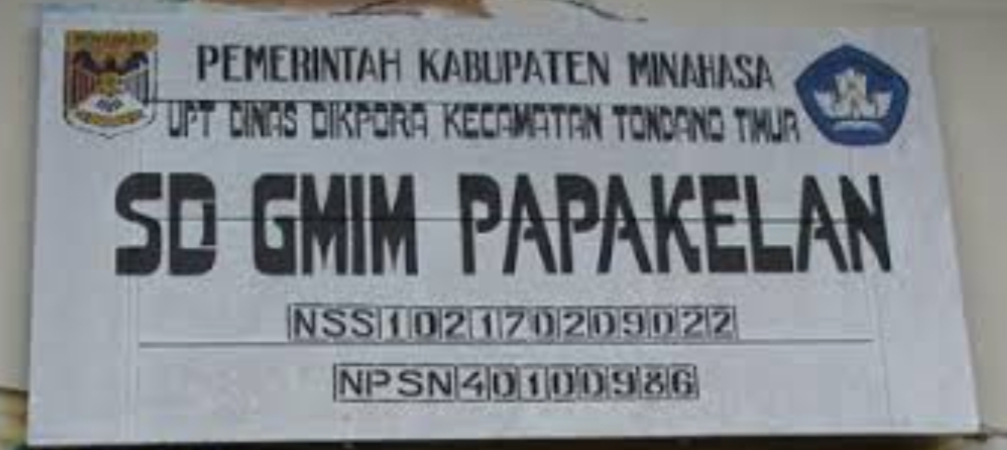 PEMERINTAH KABUPATEN MINAHASA
UPT DINAS DIKPORA KECAMATAN TONDANO TIMUR
SD GMIM PAPAKELAN
NSS 102170209022
NPSN 40100986